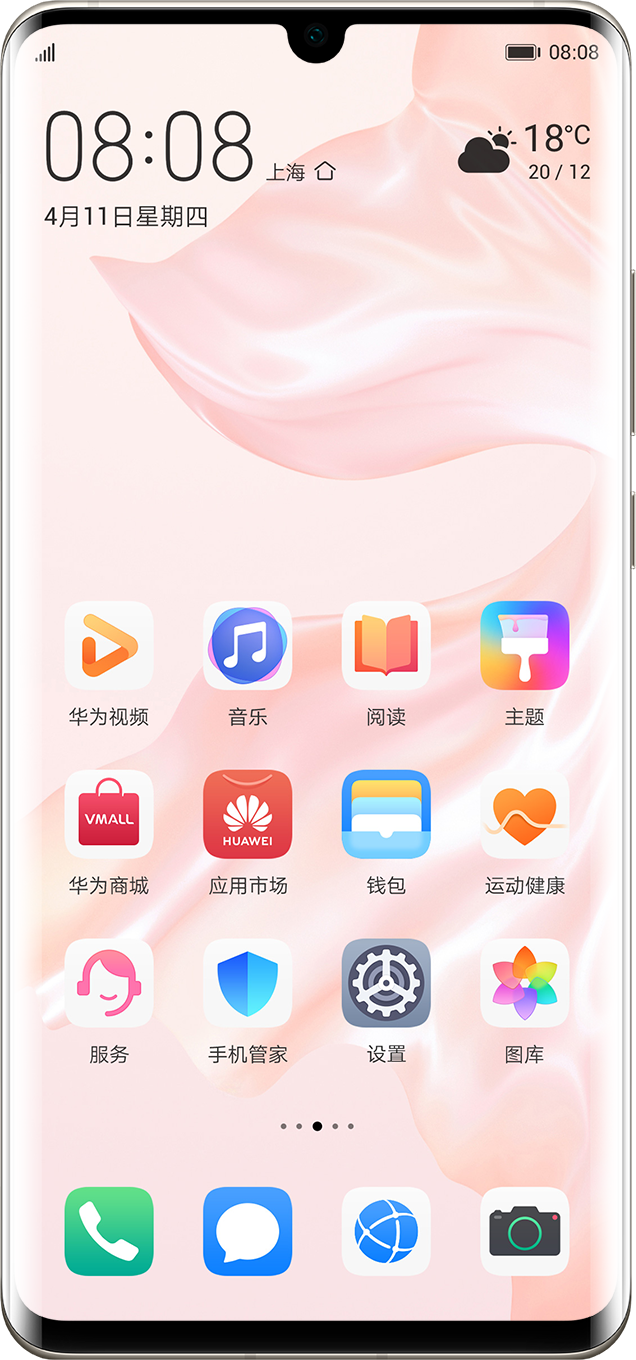 08:08
08:08 上海
18°C
20 / 12
4月11日星期四
华为视频 音乐 阅读 主题
VMALL HUAWEI
华为商城 应用市场 钱包 运动健康
服务 手机管家 设置 图库